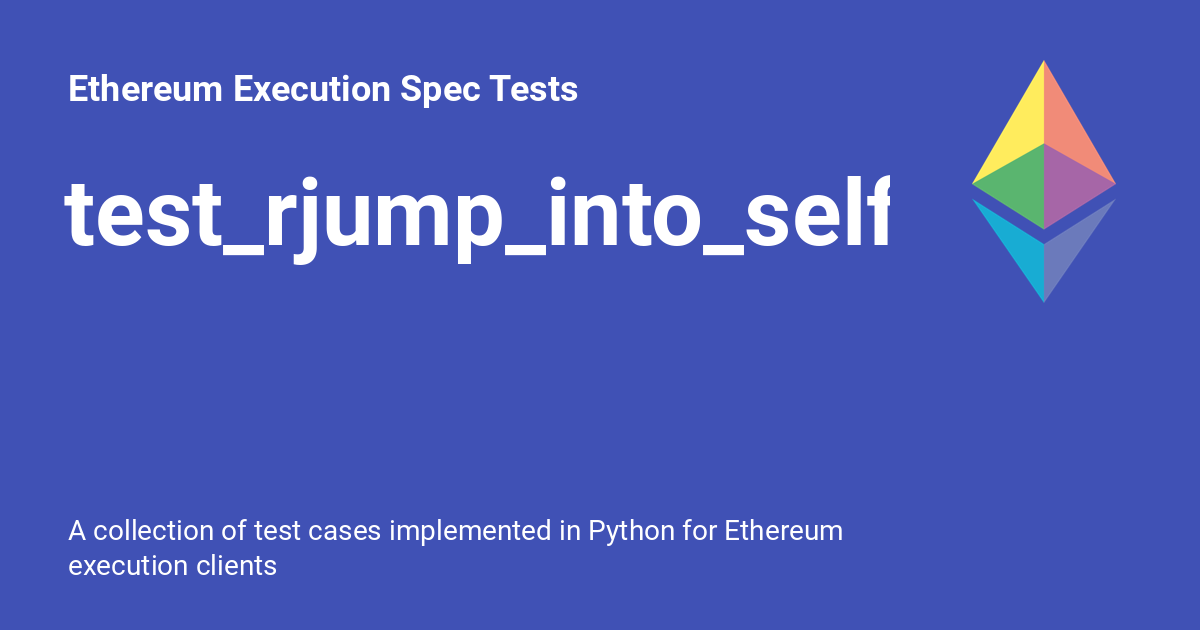 Ethereum Execution Spec Tests
test_rjump_into_self
A collection of test cases implemented in Python for Ethereum
execution clients